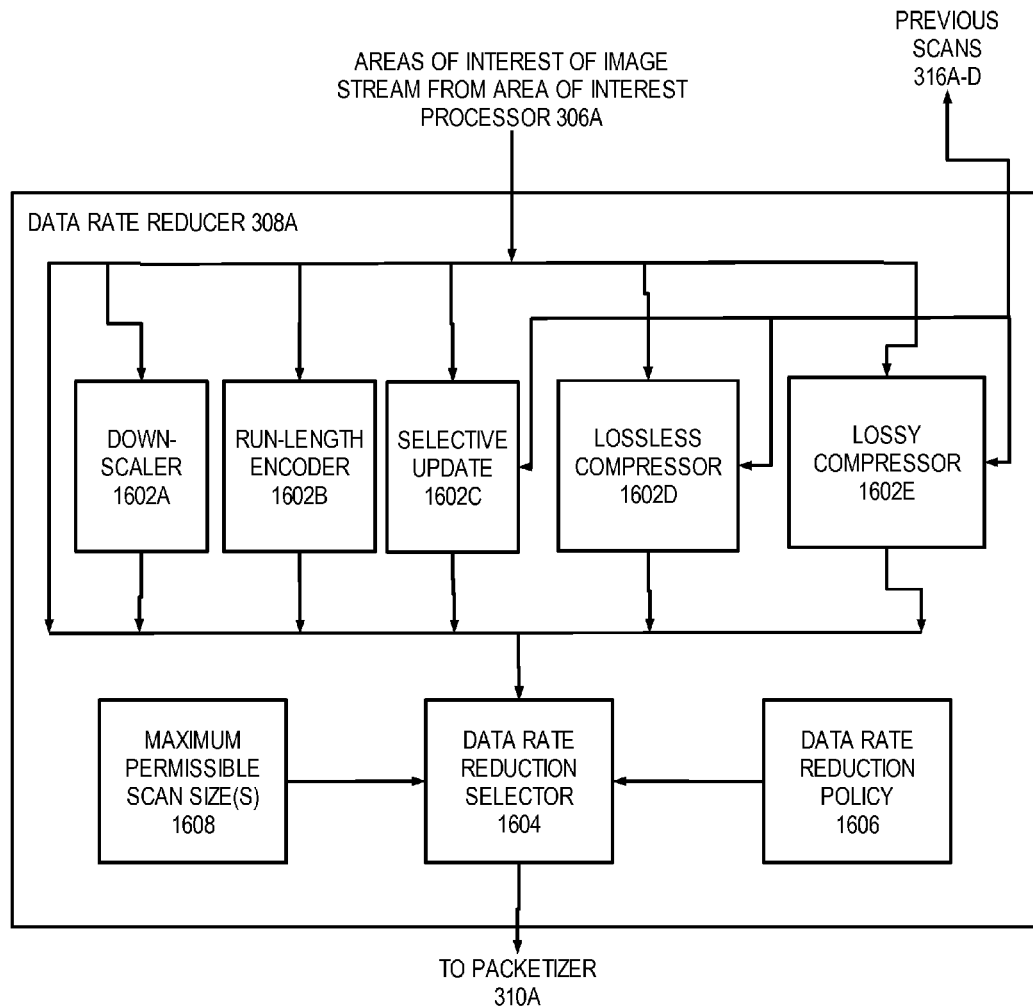 PREVIOUS
SCANS
316A-D
AREAS OF INTEREST OF IMAGE
STREAM FROM AREA OF INTEREST
PROCESSOR 306A
DATA RATE REDUCER 308A
DOWN-
SCALER
1602A
RUN-LENGTH
ENCODER
1602B
SELECTIVE
UPDATE
1602C
LOSSLESS
COMPRESSOR
1602D
LOSSY
COMPRESSOR
1602E
MAXIMUM
PERMISSIBLE
SCAN SIZE(S)
1608
DATA RATE
REDUCTION
SELECTOR
1604
DATA RATE
REDUCTION
POLICY
1606
TO PACKETIZER
310A